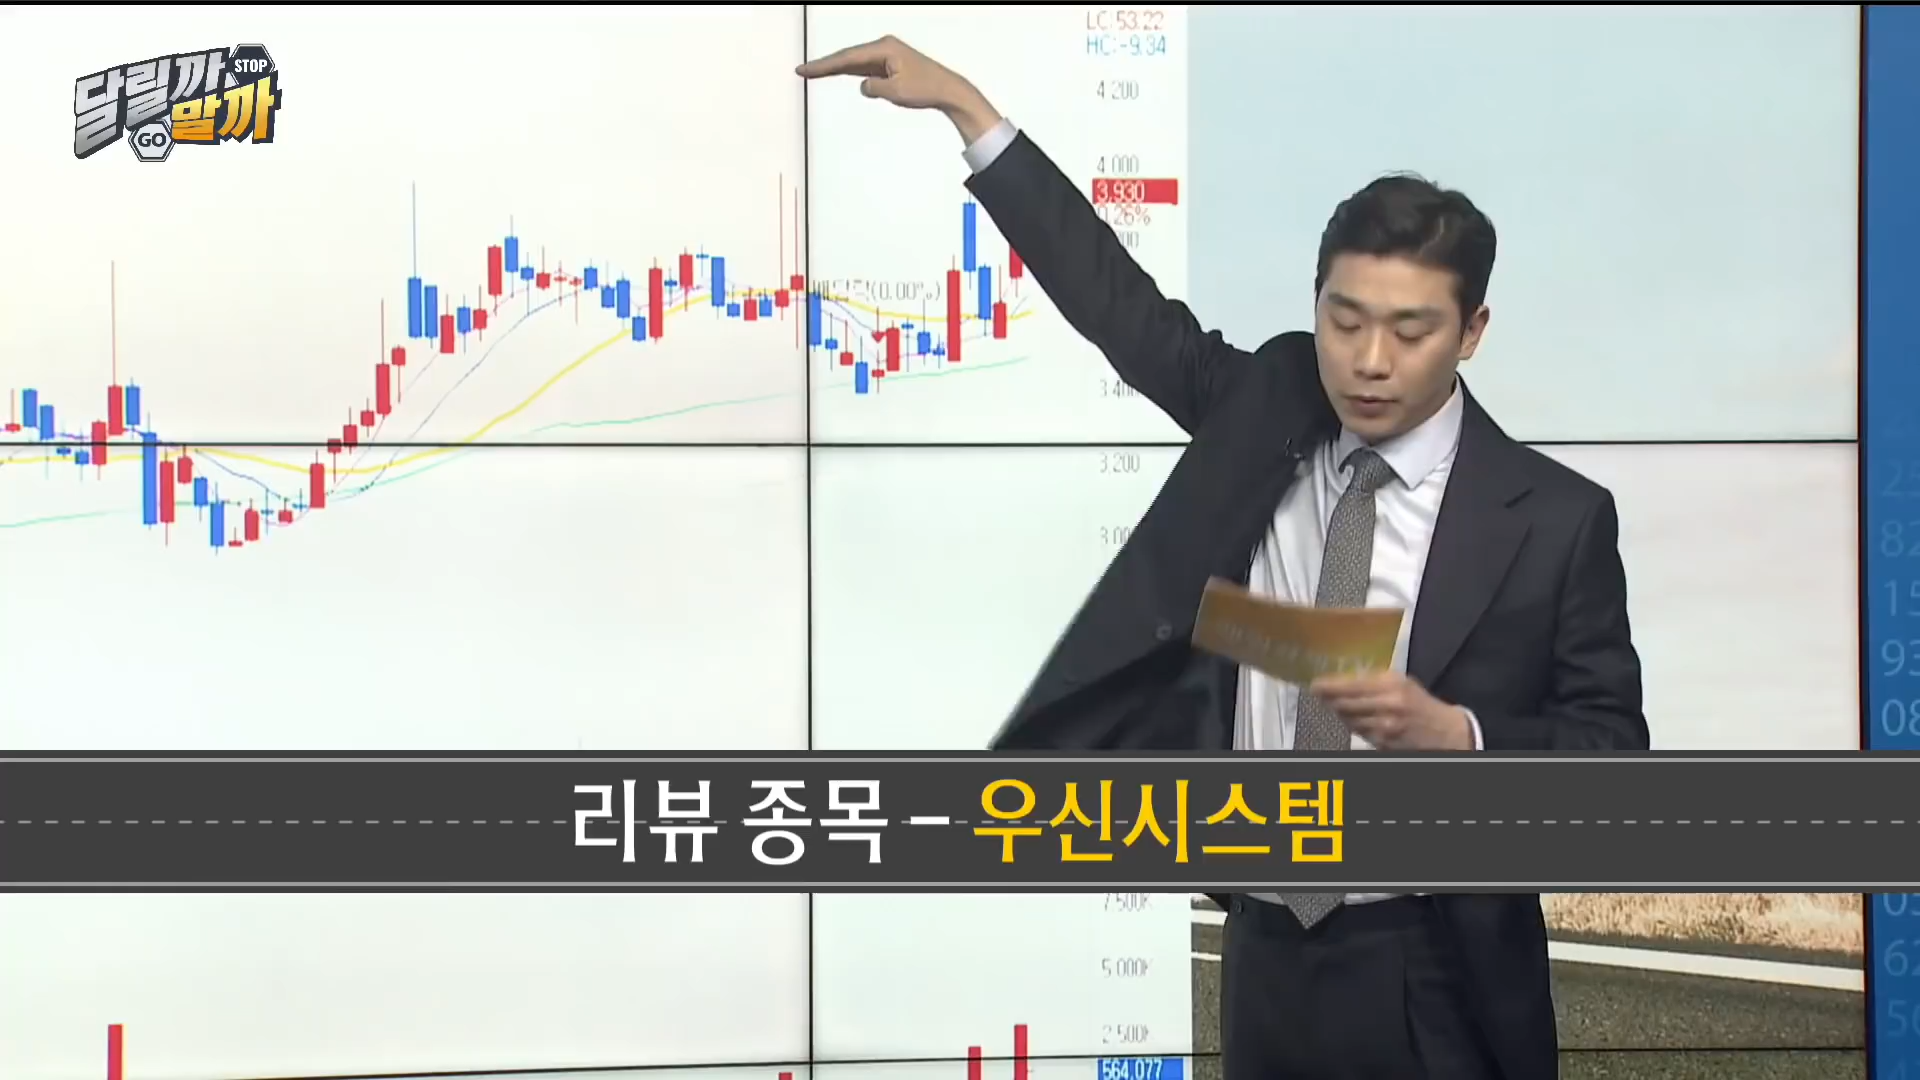 달릴까 STOP
GO 말까
LC:53.22
HC:-9.34
4,200
4,000
3,930
0.26%
3,200
리뷰 종목 - 우신시스템
7,500K
5,000K
2,500K
564,077